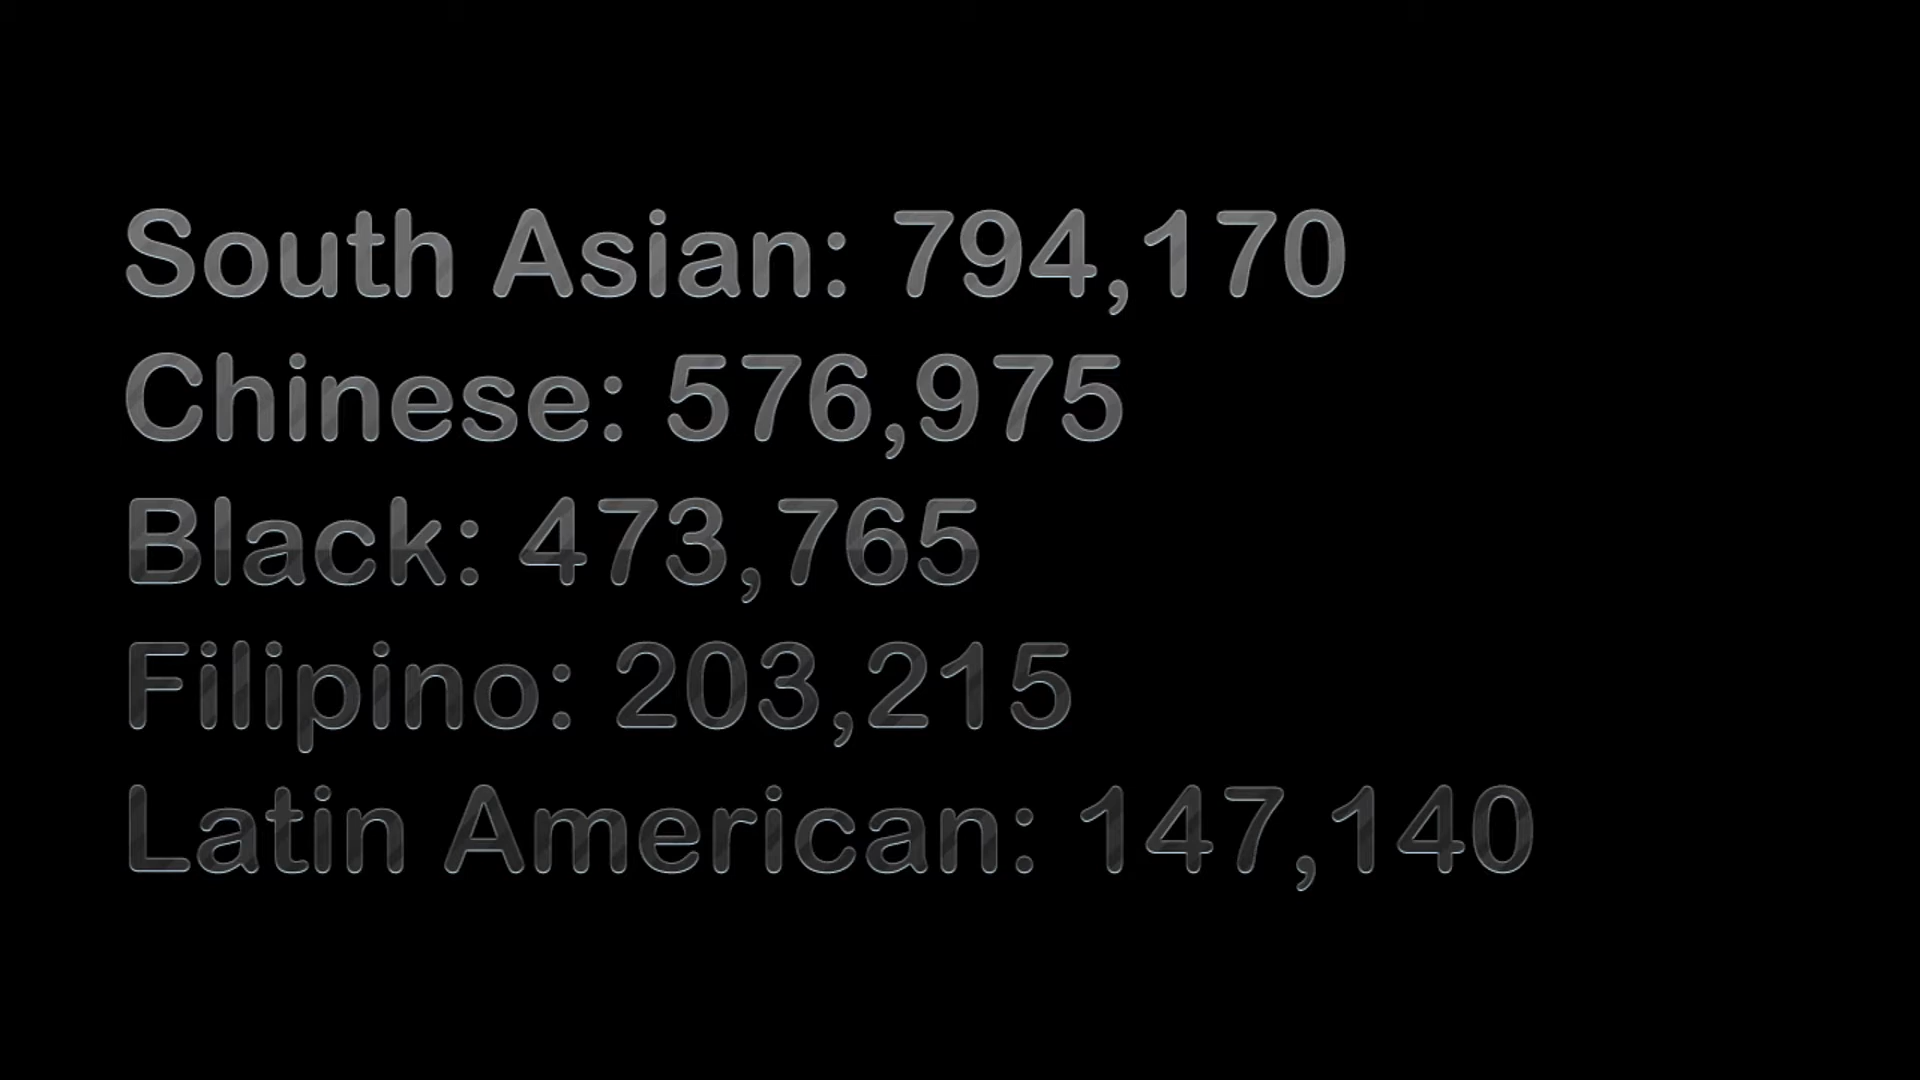 South Asian: 794,170
Chinese: 576,975
Black: 473,765
Filipino: 203,215
Latin American: 147,140